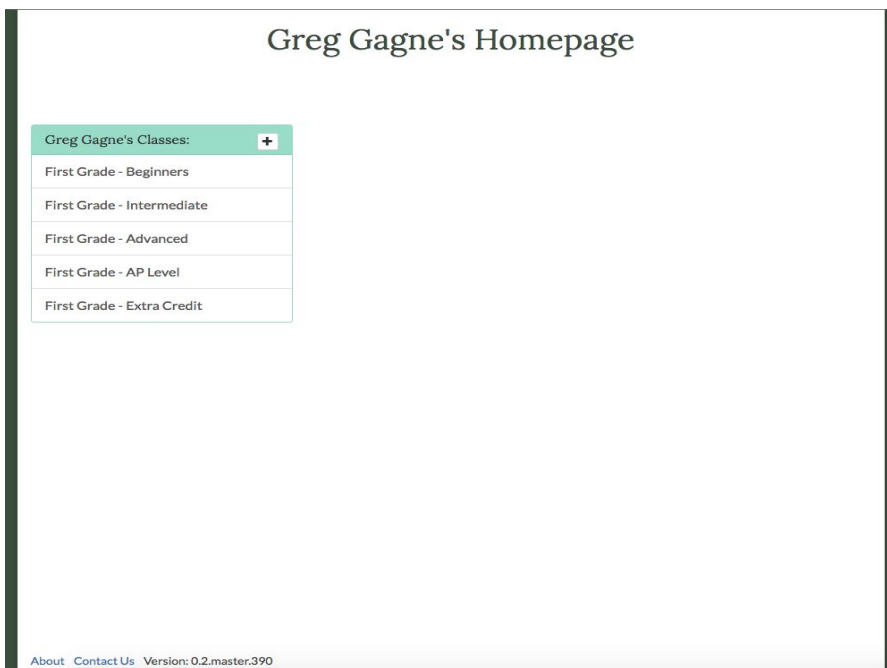 Greg Gagne's Homepage
Greg Gagne's Classes:
First Grade - Beginners
First Grade - Intermediate
First Grade - Advanced
First Grade - AP Level
First Grade - Extra Credit
About Contact Us Version: 0.2.master.390